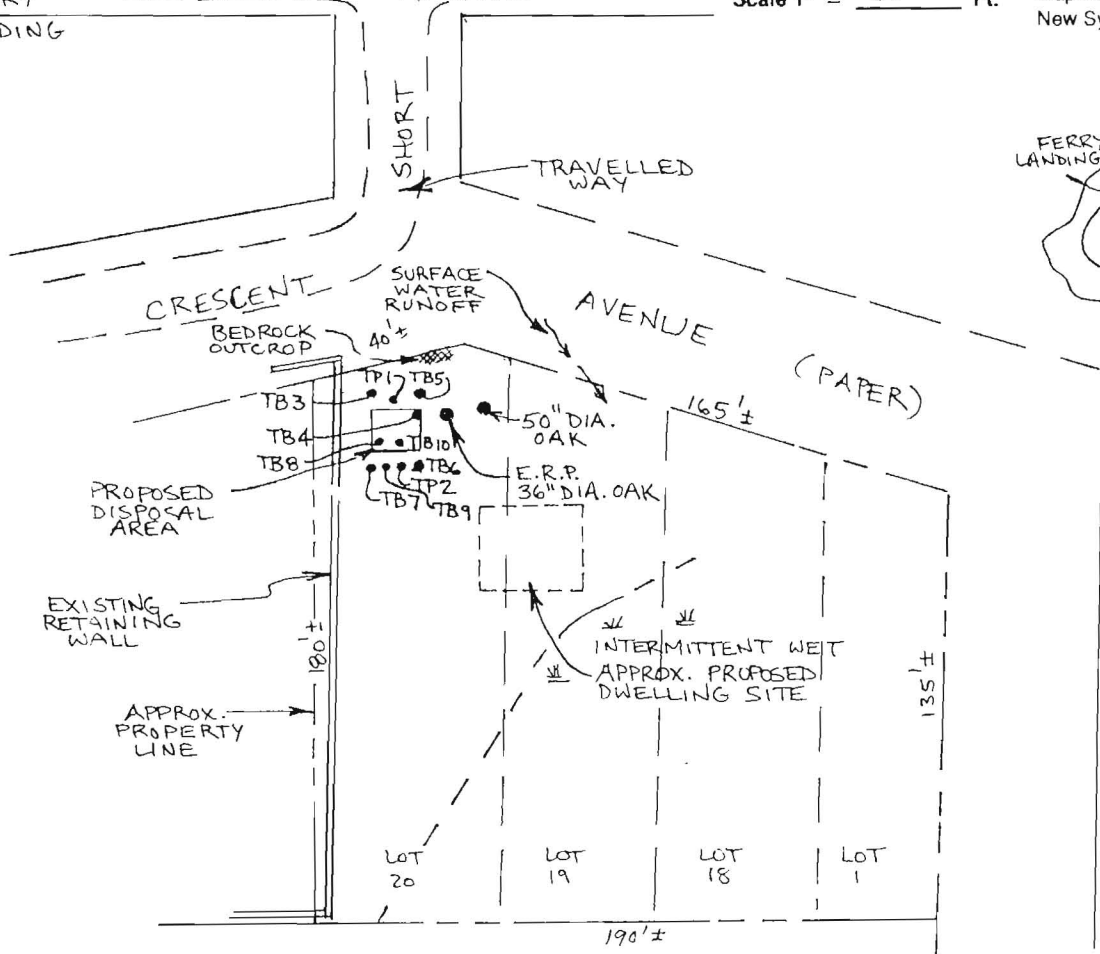 DING
Scale 1" = Ft.
New Sy
SHORT
TRAVELLED
WAY
FERRY
LANDING
CRESCENT
SURFACE
WATER
RUNOFF
AVENUE
(PAPER)
BEDROCK
OUTCROP
40'±
TP1
TB5
TB3
TB4
TB10
TB8
50" DIA.
OAK
165'±
PROPOSED
DISPOSAL
AREA
TB6
TP2
TB7
TB9
E.R.P.
36" DIA. OAK
EXISTING
RETAINING
WALL
180'±
INTERMITTENT WET
APPROX. PROPOSED
DWELLING SITE
135'±
APPROX.
PROPERTY
LINE
LOT
20
LOT
19
LOT
18
LOT
1
190'±